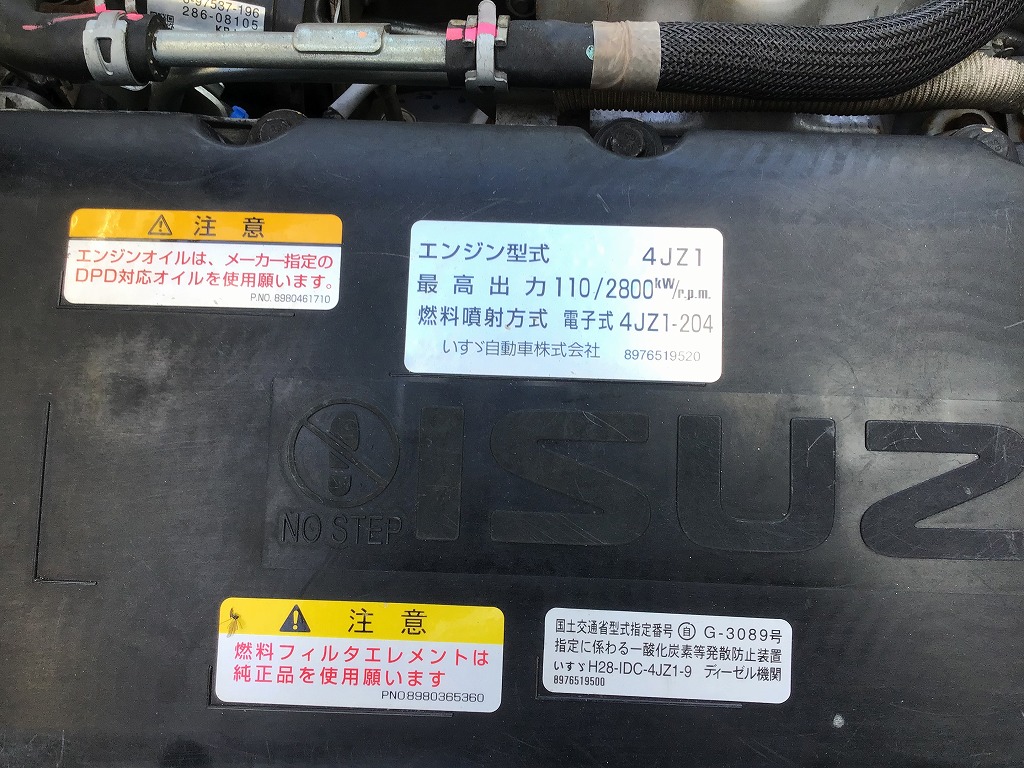 286-08105
注意
エンジンオイルは、メーカー指定の
DPD対応オイルを使用願います。
P.NO. 8980461710
エンジン型式 4JZ1
最高出力 110/2800kW/r.p.m.
燃料噴射方式 電子式 4JZ1-204
いすゞ自動車株式会社 8976519520
NO STEP
ISUZ
注意
燃料フィルタエレメントは
純正品を使用願います
PNO.8980365360
国土交通省型式指定番号 自 G-3089号
指定に係わる一酸化炭素等発散防止装置
いすゞH28-IDC-4JZ1-9 ディーゼル機関
8976519500